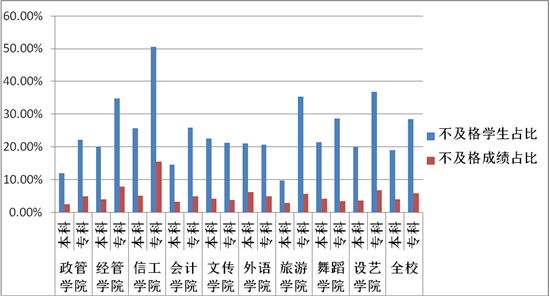 60.00%
50.00%
40.00%
30.00%
20.00%
10.00%
0.00%
本科 专科 本科 专科 本科 专科 本科 专科 本科 专科 本科 专科 本科 专科 本科 专科 本科 专科 本科 专科
政管 经管 信工 会计 文传 外语 旅游 舞蹈 设艺 全校
学院 学院 学院 学院 学院 学院 学院 学院 学院
不及格学生占比
不及格成绩占比